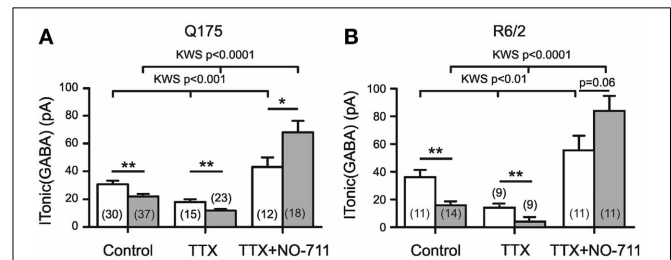 Q175
R6/2
A
B
KWS p<0.0001
KWS p<0.001
KWS p<0.0001
KWS p<0.01
p=0.06
ITonic(GABA) (pA)
100
80
60
40
20
0
**
**
*
(30)
(37)
(15)
(23)
(12)
(18)
Control
TTX
TTX+NO-711
ITonic(GABA) (pA)
100
80
60
40
20
0
**
**
(11)
(14)
(9)
(9)
(11)
(11)
Control
TTX
TTX+NO-711